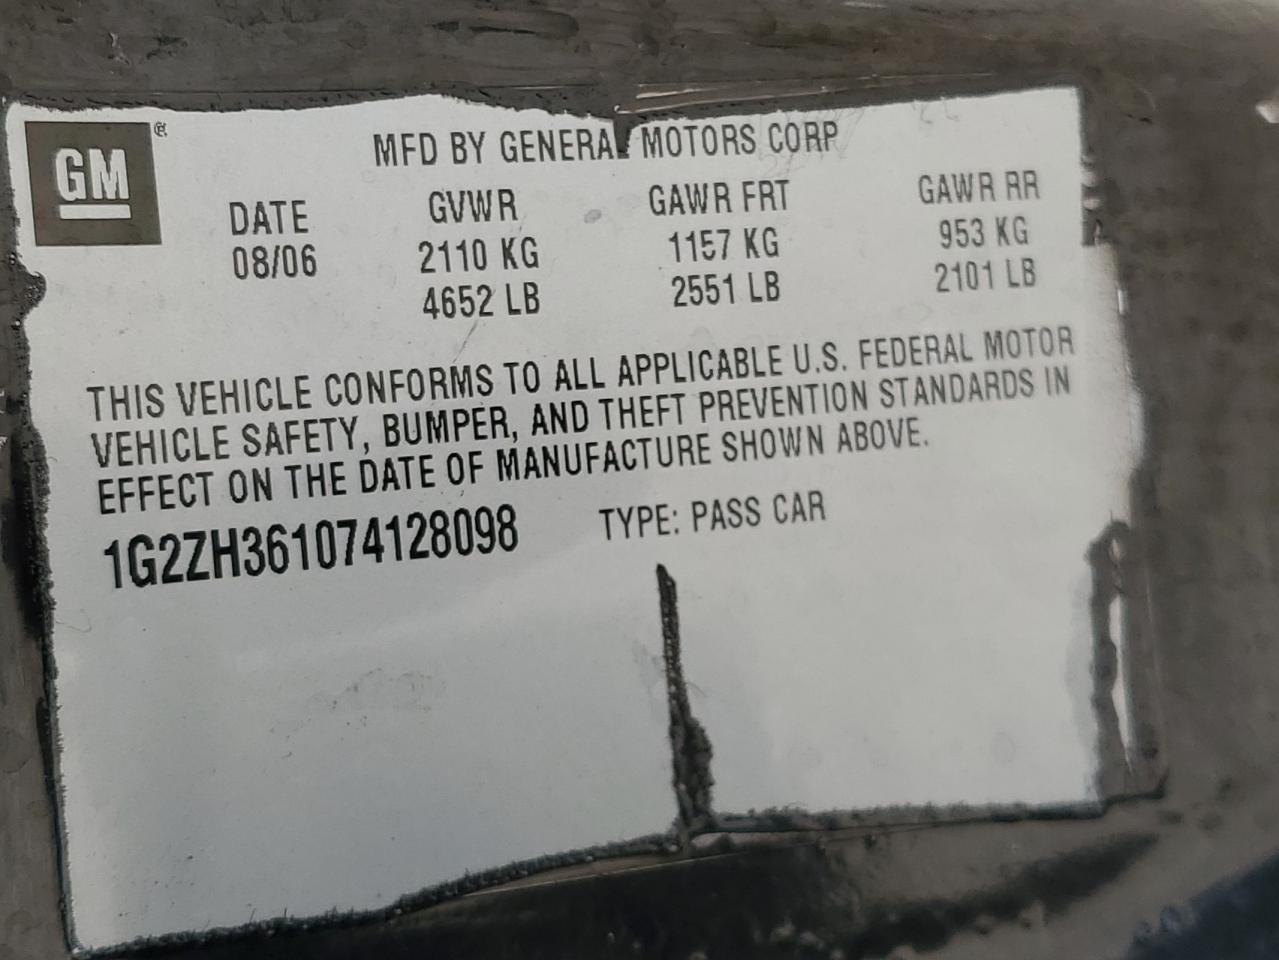 GM®
MFD BY GENERAL MOTORS CORP
DATE GVWR GAWR FRT GAWR RR
08/06 2110 KG 1157 KG 953 KG
4652 LB 2551 LB 2101 LB
THIS VEHICLE CONFORMS TO ALL APPLICABLE U.S. FEDERAL MOTOR
VEHICLE SAFETY, BUMPER, AND THEFT PREVENTION STANDARDS IN
EFFECT ON THE DATE OF MANUFACTURE SHOWN ABOVE.
1G2ZH361074128098 TYPE: PASS CAR